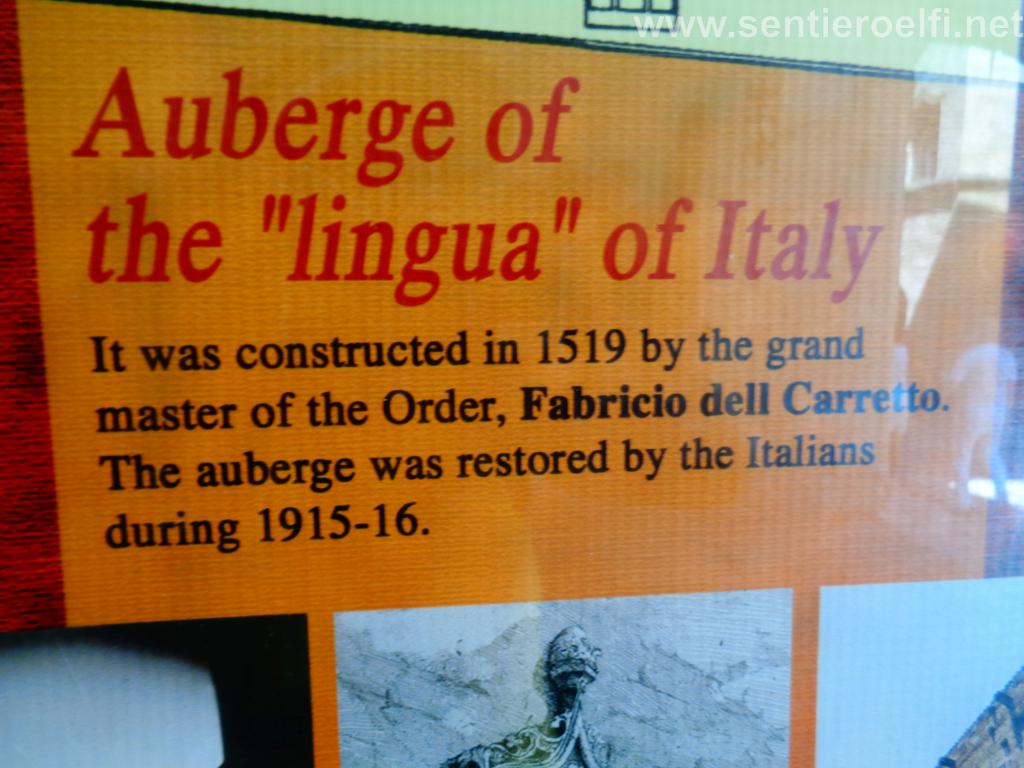 www.sentieroelfi.net
Auberge of
the "lingua" of Italy
It was constructed in 1519 by the grand
master of the Order, Fabricio dell Carretto.
The auberge was restored by the Italians
during 1915-16.